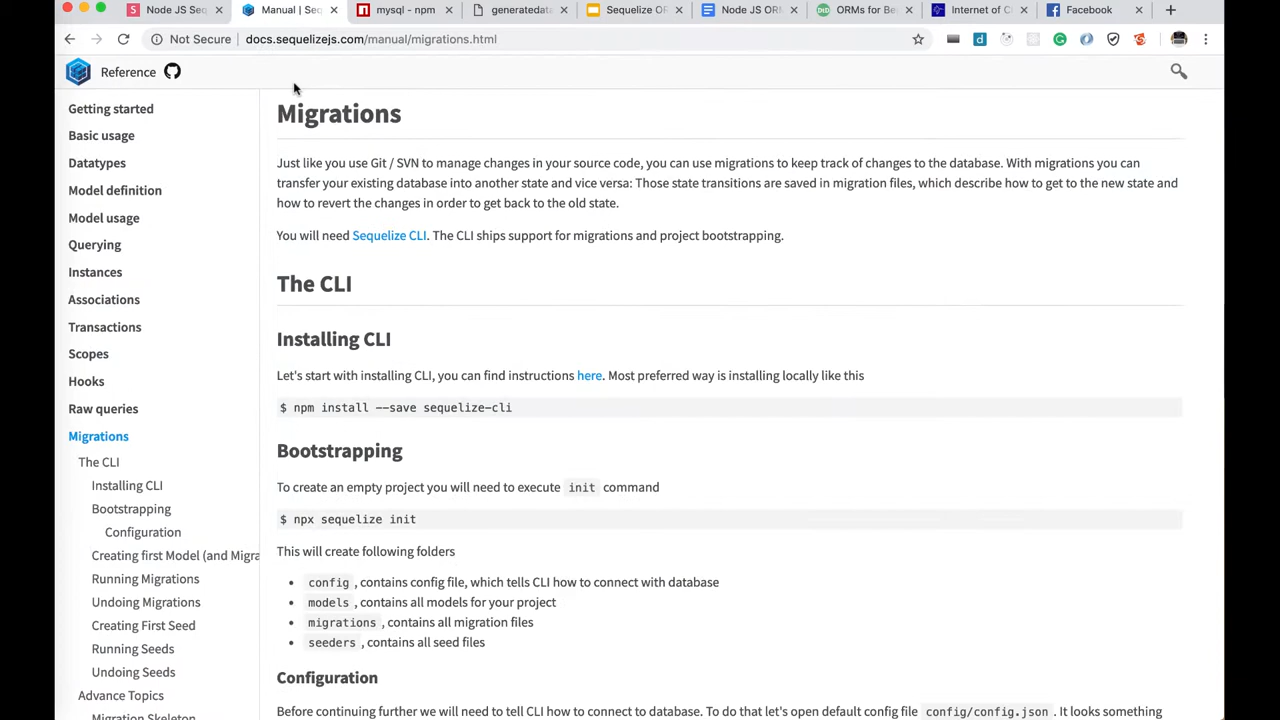 Node JS Seq
Manual | Seq
mysql - npm
generatedata
Sequelize OR
Node JS ORM
ORMs for Be
Internet of C
Facebook
Not Secure
docs.sequelizejs.com/manual/migrations.html
Reference
Getting started
Basic usage
Datatypes
Model definition
Model usage
Querying
Instances
Associations
Transactions
Scopes
Hooks
Raw queries
Migrations
The CLI
Installing CLI
Bootstrapping
Configuration
Creating first Model (and Migra
Running Migrations
Undoing Migrations
Creating First Seed
Running Seeds
Undoing Seeds
Advance Topics
Migration Skeleton
Migrations
Just like you use Git / SVN to manage changes in your source code, you can use migrations to keep track of changes to the database. With migrations you can
transfer your existing database into another state and vice versa: Those state transitions are saved in migration files, which describe how to get to the new state and
how to revert the changes in order to get back to the old state.
You will need Sequelize CLI. The CLI ships support for migrations and project bootstrapping.
The CLI
Installing CLI
Let's start with installing CLI, you can find instructions here. Most preferred way is installing locally like this
$ npm install --save sequelize-cli
Bootstrapping
To create an empty project you will need to execute init command
$ npx sequelize init
This will create following folders
• config , contains config file, which tells CLI how to connect with database
• models , contains all models for your project
• migrations , contains all migration files
• seeders , contains all seed files
Configuration
Before continuing further we will need to tell CLI how to connect to database. To do that let's open default config file config/config.json . It looks something